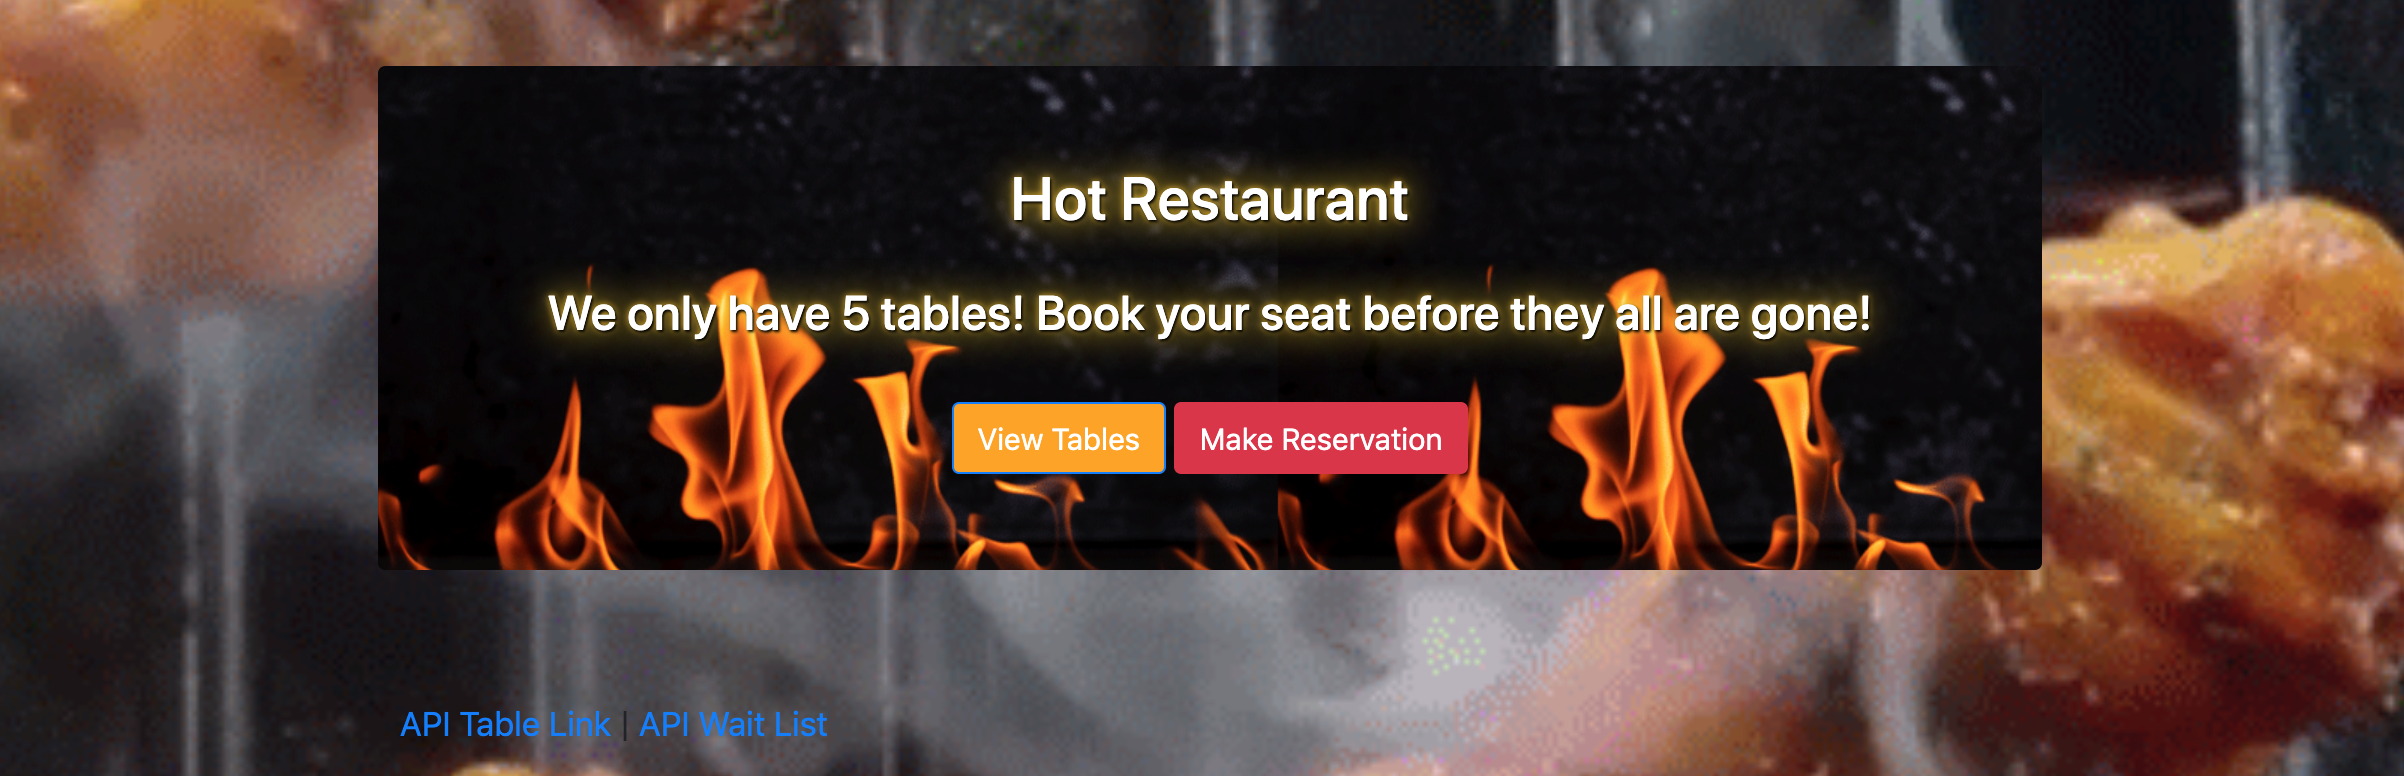 Hot Restaurant
We only have 5 tables! Book your seat before they all are gone!
View Tables Make Reservation
API Table Link | API Wait List